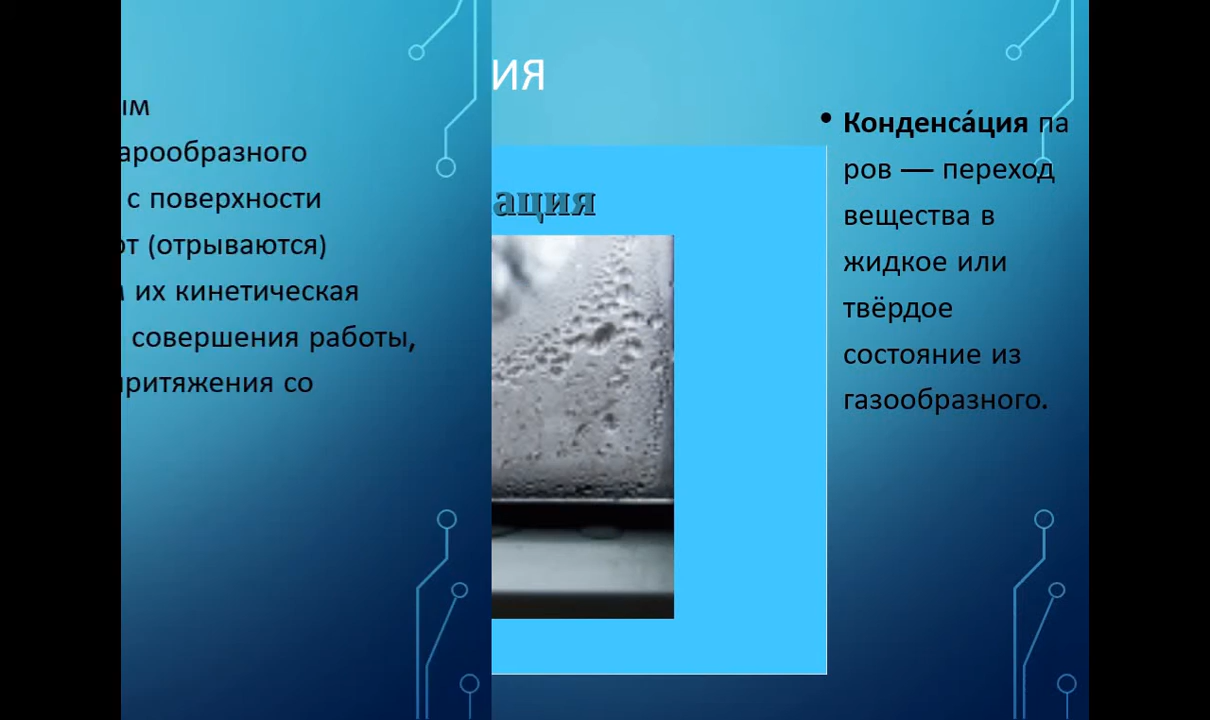 ым
арообразного
с поверхности
от (отрываются)
их кинетическая
совершения работы,
притяжения со
ИЯ
ация
• Конденса́ция па
ров — переход
вещества в
жидкое или
твёрдое
состояние из
газообразного.